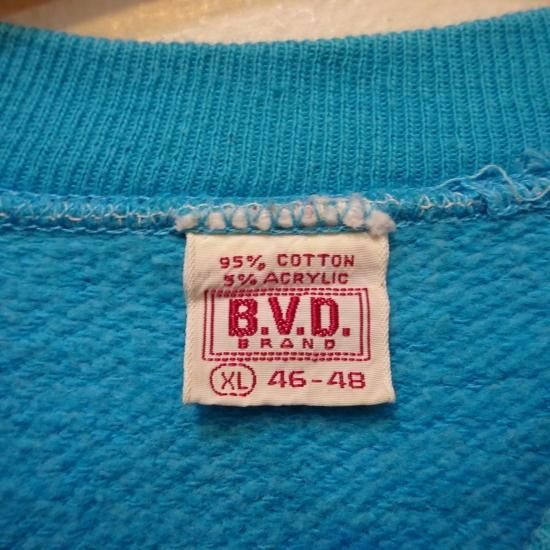 95% COTTON
5% ACRYLIC
B.V.D.
BRAND
XL 46-48